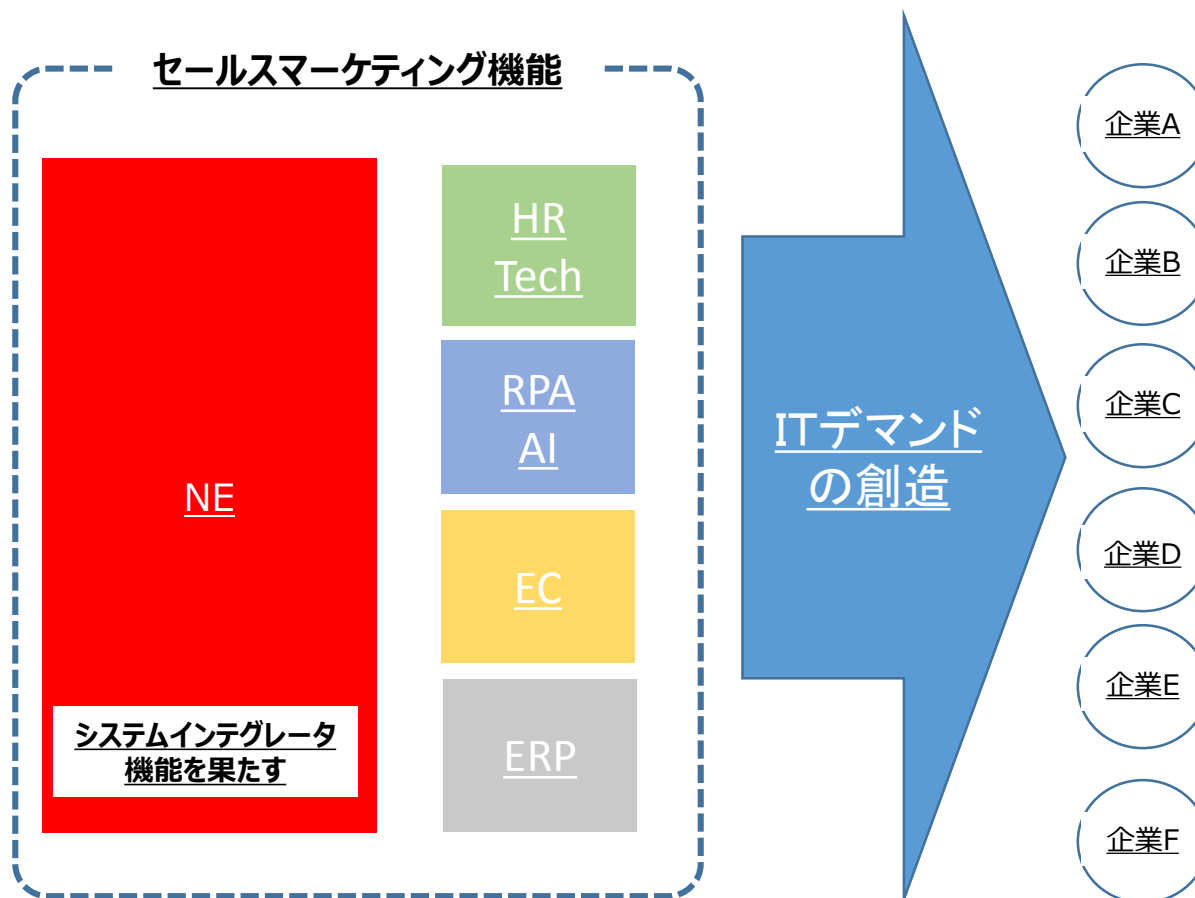 セールスマーケティング機能
NE
システムインテグレータ
機能を果たす
HR
Tech
RPA
AI
EC
ERP
ITデマンド
の創造
企業A
企業B
企業C
企業D
企業E
企業F